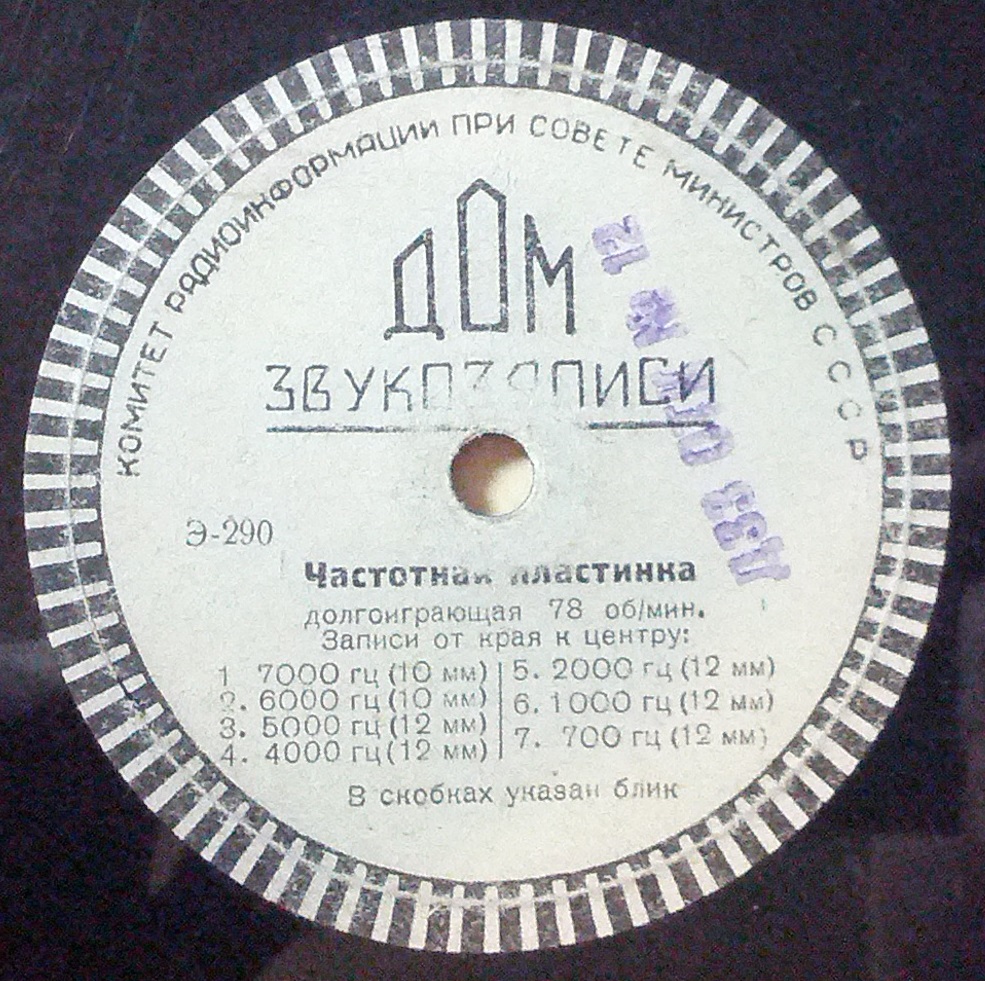 КОМИТЕТ РАДИОИНФОРМАЦИИ ПРИ СОВЕТЕ МИНИСТРОВ СССР
ДОМ
ЗВУКОЗАПИСИ
Э-290
Частотная пластинка
долгоиграющая 78 об/мин.
Записи от края к центру:
1 7000 гц (10 мм)
2. 6000 гц (10 мм)
3. 5000 гц (12 мм)
4. 4000 гц (12 мм)
5. 2000 гц (12 мм)
6. 1000 гц (12 мм)
7. 700 гц (12 мм)
В скобках указан блик